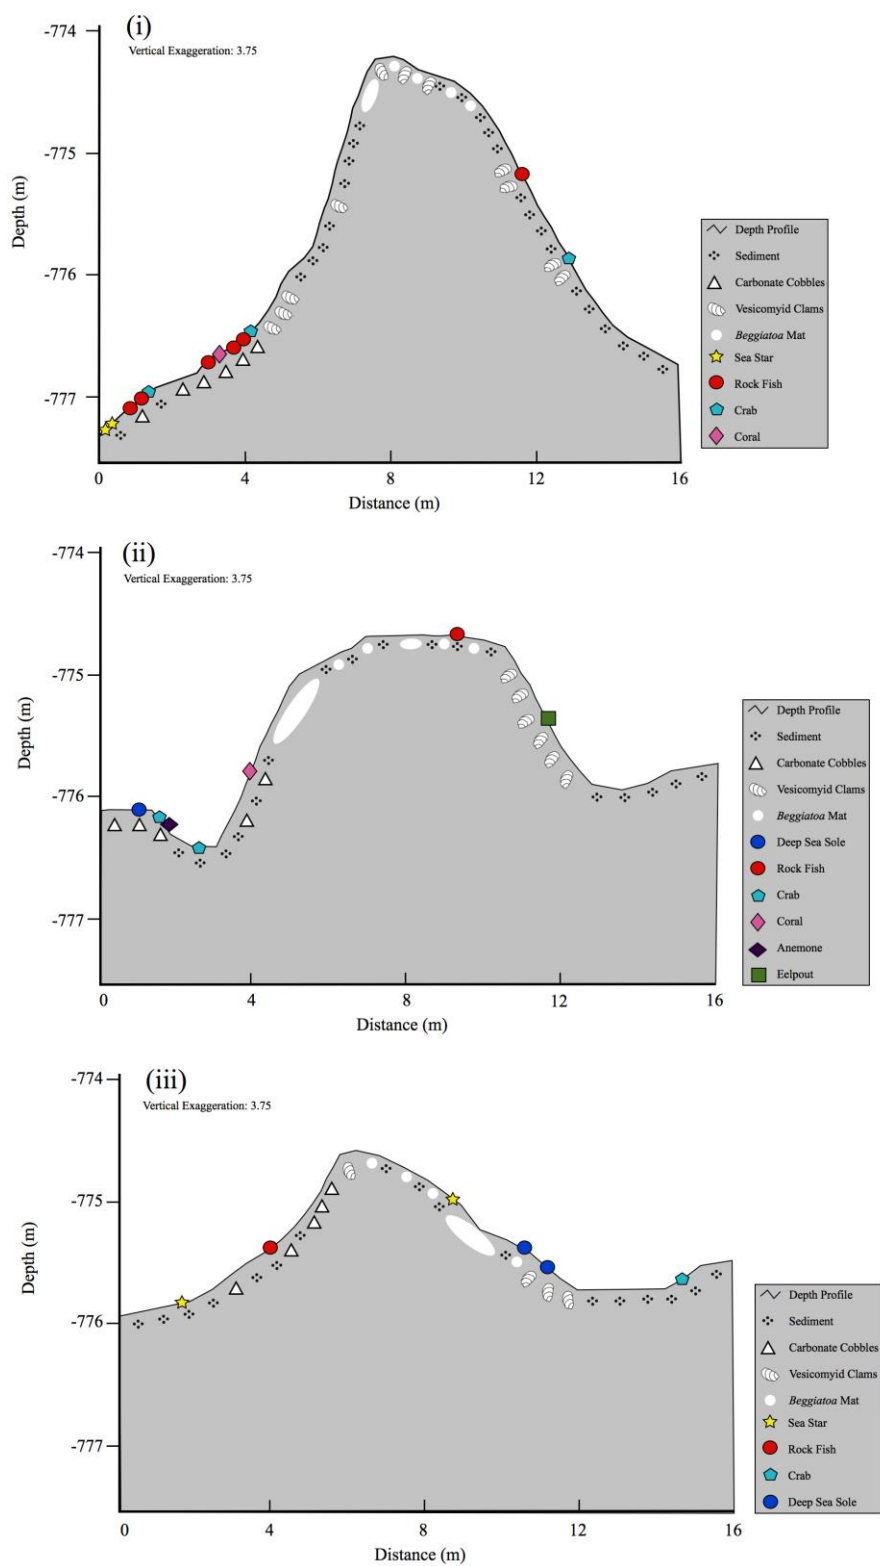 (i)
Vertical Exaggeration: 3.75
-774
-775
-776
-777
Depth (m)
0 4 8 12 16
Distance (m)
Depth Profile
Sediment
Carbonate Cobbles
Vesicomyid Clams
Beggiatoa Mat
Sea Star
Rock Fish
Crab
Coral
(ii)
Vertical Exaggeration: 3.75
-774
-775
-776
-777
Depth (m)
0 4 8 12 16
Distance (m)
Depth Profile
Sediment
Carbonate Cobbles
Vesicomyid Clams
Beggiatoa Mat
Deep Sea Sole
Rock Fish
Crab
Coral
Anemone
Eelpout
(iii)
Vertical Exaggeration: 3.75
-774
-775
-776
-777
Depth (m)
0 4 8 12 16
Distance (m)
Depth Profile
Sediment
Carbonate Cobbles
Vesicomyid Clams
Beggiatoa Mat
Sea Star
Rock Fish
Crab
Deep Sea Sole